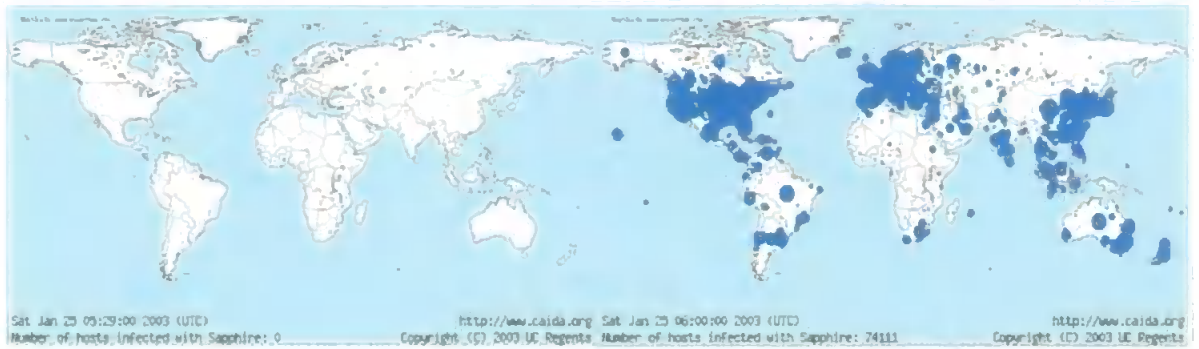 Sat Jan 25 05:29:00 2003 (UTC)
http://www.caida.org
Number of hosts infected with Sapphire: 0
Copyright (C) 2003 UC Regents
Sat Jan 25 06:00:00 2003 (UTC)
http://www.caida.org
Number of hosts infected with Sapphire: 74111
Copyright (C) 2003 UC Regents